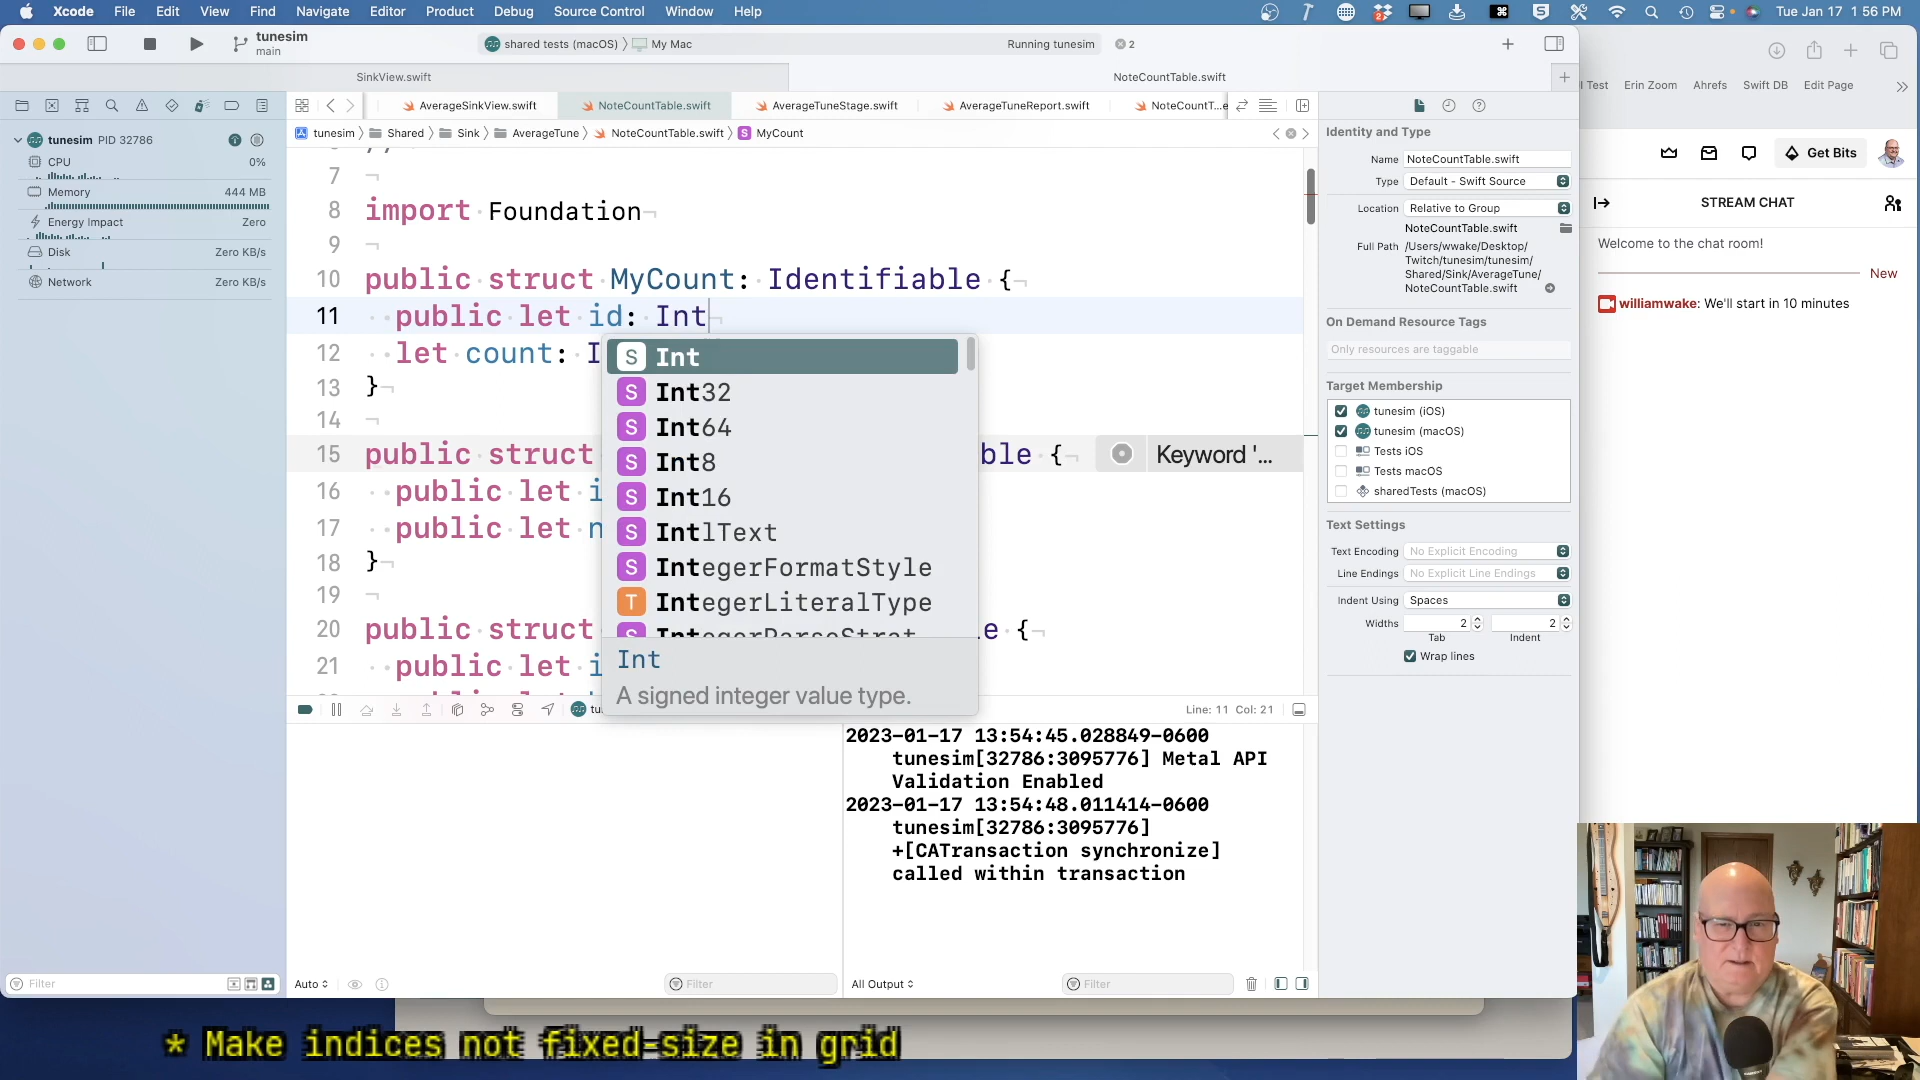 Xcode File Edit View Find Navigate Editor Product Debug Source Control Window Help
Tue Jan 17 1:56 PM
tunesim
main
shared tests (macOS) 〉 My Mac
Running tunesim
2
SinkView.swift
NoteCountTable.swift
tunesim PID 32786
CPU 0%
Memory 444 MB
Energy Impact Zero
Disk Zero KB/s
Network Zero KB/s
AverageSinkView.swift
NoteCountTable.swift
AverageTuneStage.swift
AverageTuneReport.swift
NoteCountT...e
tunesim 〉 Shared 〉 Sink 〉 AverageTune 〉 NoteCountTable.swift 〉 MyCount
7
8 import Foundation
9
10 public struct MyCount: Identifiable {
11 public let id: Int
12 let count: I
13 }
14
15 public struct ble { Keyword '...
16 public let i
17 public let n
18 }
19
20 public struct e {
21 public let i
Int
Int32
Int64
Int8
Int16
IntlText
IntegerFormatStyle
IntegerLiteralType
IntegerParseStrat
Int
A signed integer value type.
tu
Line: 11 Col: 21
2023-01-17 13:54:45.028849-0600
tunesim[32786:3095776] Metal API
Validation Enabled
2023-01-17 13:54:48.011414-0600
tunesim[32786:3095776]
+[CATransaction synchronize]
called within transaction
Filter
Auto
Filter
All Output
Filter
Identity and Type
Name NoteCountTable.swift
Type Default - Swift Source
Location Relative to Group
NoteCountTable.swift
Full Path /Users/wwake/Desktop/
Twitch/tunesim/tunesim/
Shared/Sink/AverageTune/
NoteCountTable.swift
On Demand Resource Tags
Only resources are taggable
Target Membership
tunesim (iOS)
tunesim (macOS)
Tests iOS
Tests macOS
sharedTests (macOS)
Text Settings
Text Encoding No Explicit Encoding
Line Endings No Explicit Line Endings
Indent Using Spaces
Widths 2 2
Tab Indent
Wrap lines
Test Erin Zoom Ahrefs Swift DB Edit Page
Get Bits
STREAM CHAT
Welcome to the chat room!
New
williamwake: We'll start in 10 minutes
* Make indices not fixed-size in grid